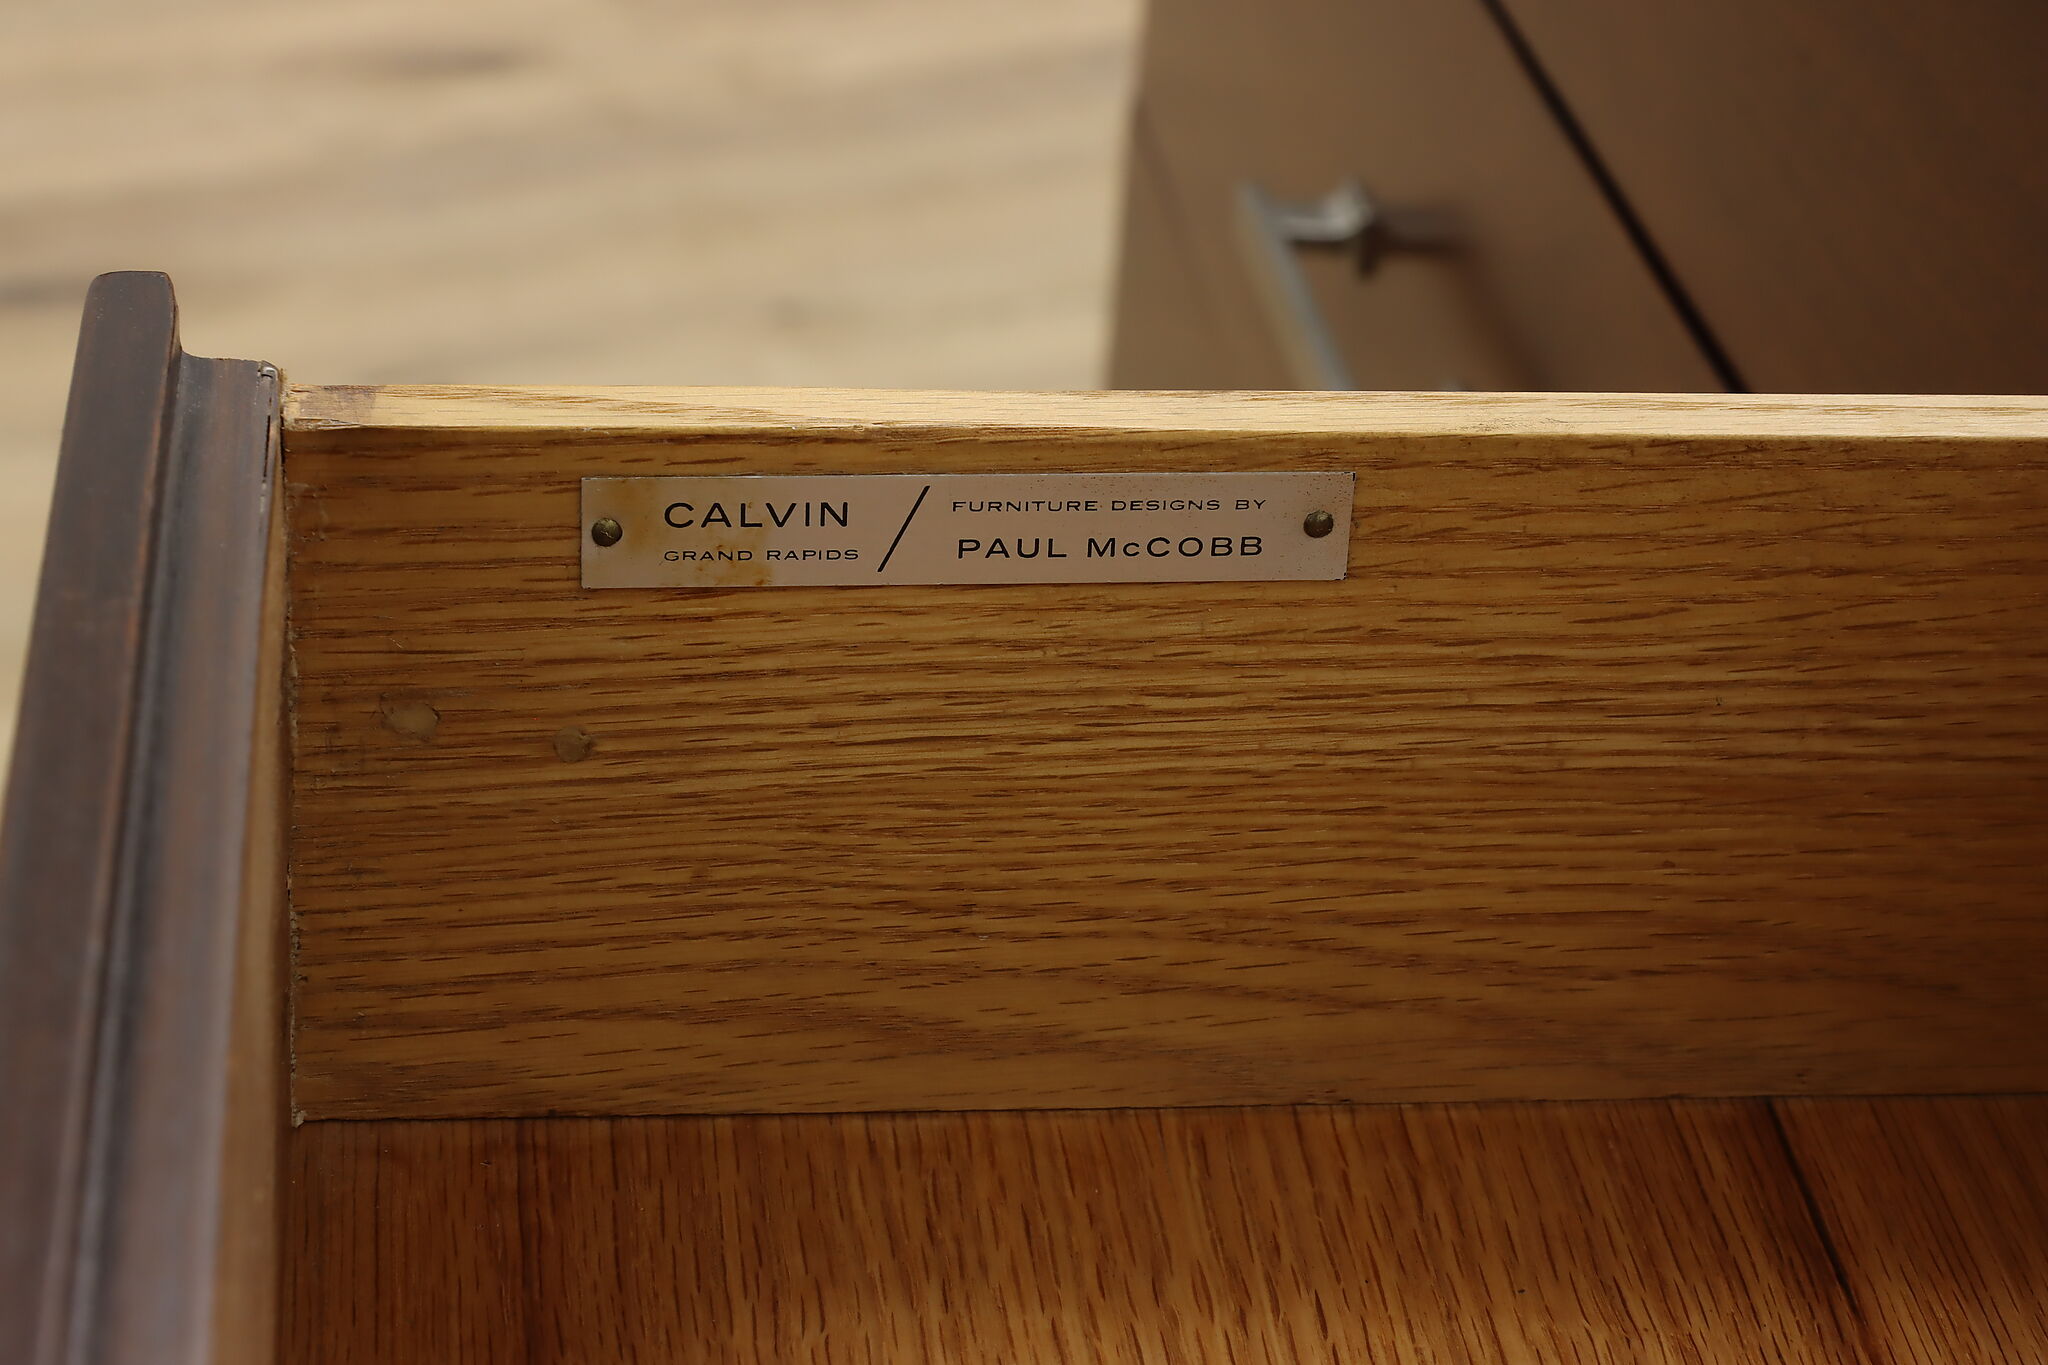 CALVIN
GRAND RAPIDS
/
FURNITURE DESIGNS BY
PAUL McCOBB